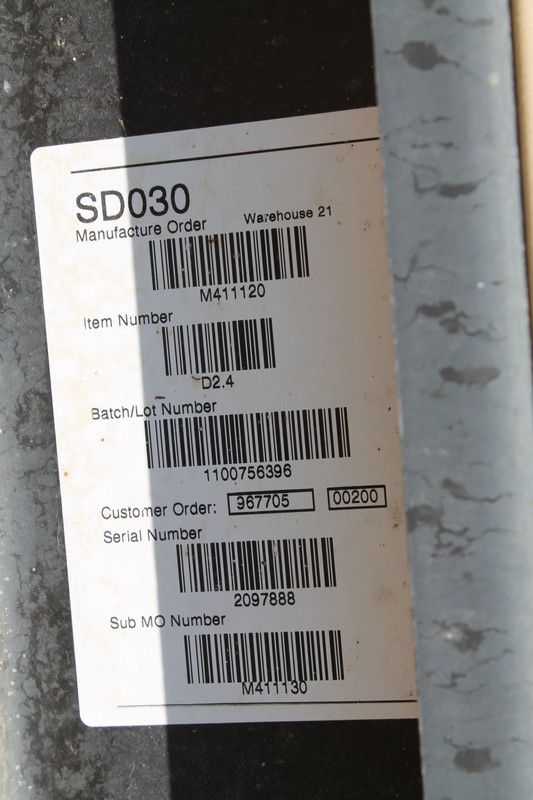 SD030
Manufacture Order Warehouse 21
M411120
Item Number
D2.4
Batch/Lot Number
1100756396
Customer Order: 967705 00200
Serial Number
2097888
Sub MO Number
M411130